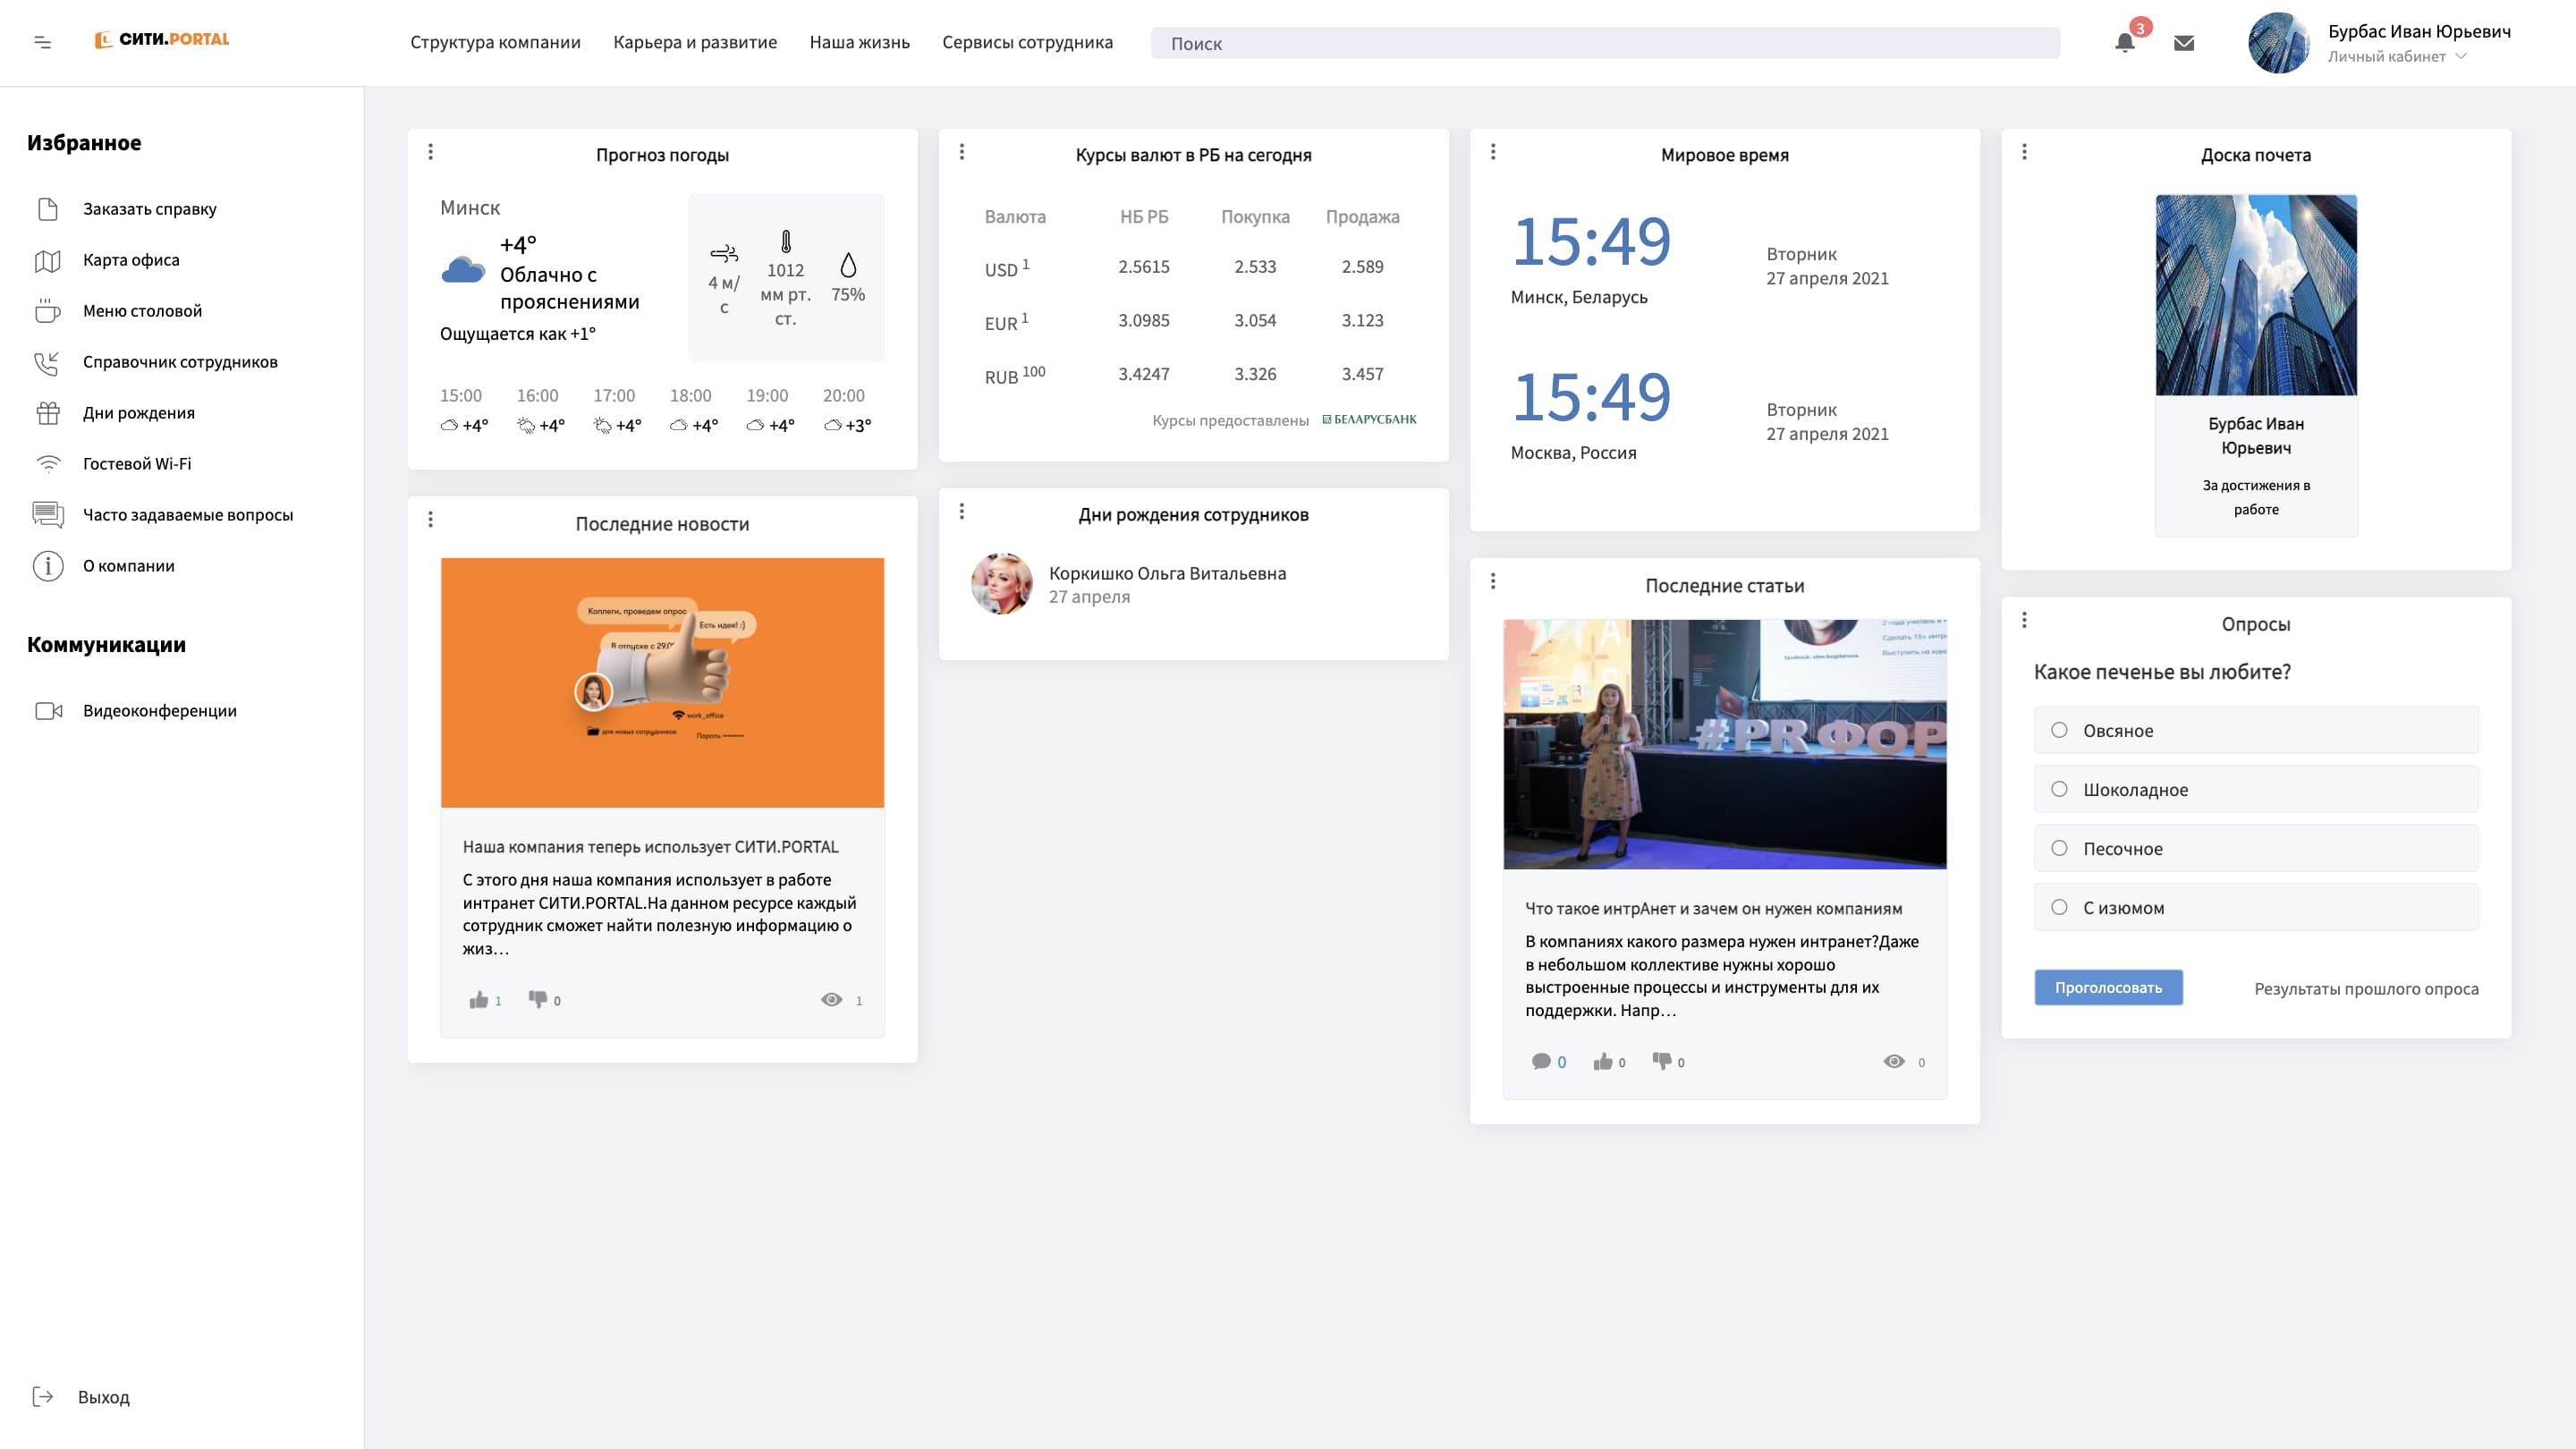 СИТИ.PORTAL
Структура компании
Карьера и развитие
Наша жизнь
Сервисы сотрудника
Поиск
3
Бурбас Иван Юрьевич
Личный кабинет
Избранное
Заказать справку
Карта офиса
Меню столовой
Справочник сотрудников
Дни рождения
Гостевой Wi-Fi
Часто задаваемые вопросы
О компании
Коммуникации
Видеоконференции
Выход
Прогноз погоды
Минск
+4°
Облачно с
прояснениями
Ощущается как +1°
4 м/
с
1012
мм рт.
ст.
75%
15:00 16:00 17:00 18:00 19:00 20:00
+4° +4° +4° +4° +4° +3°
Последние новости
Коллеги, проведем опрос
Есть идея! :)
В отпуске с 29.0
work_office
для новых сотрудников
Пароль ••••••••
Наша компания теперь использует СИТИ.PORTAL
С этого дня наша компания использует в работе
интранет СИТИ.PORTAL.На данном ресурсе каждый
сотрудник сможет найти полезную информацию о
жиз…
1 0 1
Курсы валют в РБ на сегодня
Валюта НБ РБ Покупка Продажа
USD 1 2.5615 2.533 2.589
EUR 1 3.0985 3.054 3.123
RUB 100 3.4247 3.326 3.457
Курсы предоставлены БЕЛАРУСБАНК
Дни рождения сотрудников
Коркишко Ольга Витальевна
27 апреля
Мировое время
15:49
Минск, Беларусь
Вторник
27 апреля 2021
15:49
Москва, Россия
Вторник
27 апреля 2021
Последние статьи
facebook: elen.bogdanova
Сделать 15+ интр
#PRФОР
Что такое интрАнет и зачем он нужен компаниям
В компаниях какого размера нужен интранет?Даже
в небольшом коллективе нужны хорошо
выстроенные процессы и инструменты для их
поддержки. Напр…
0 0 0 0
Доска почета
Бурбас Иван
Юрьевич
За достижения в
работе
Опросы
Какое печенье вы любите?
Овсяное
Шоколадное
Песочное
С изюмом
Проголосовать
Результаты прошлого опроса